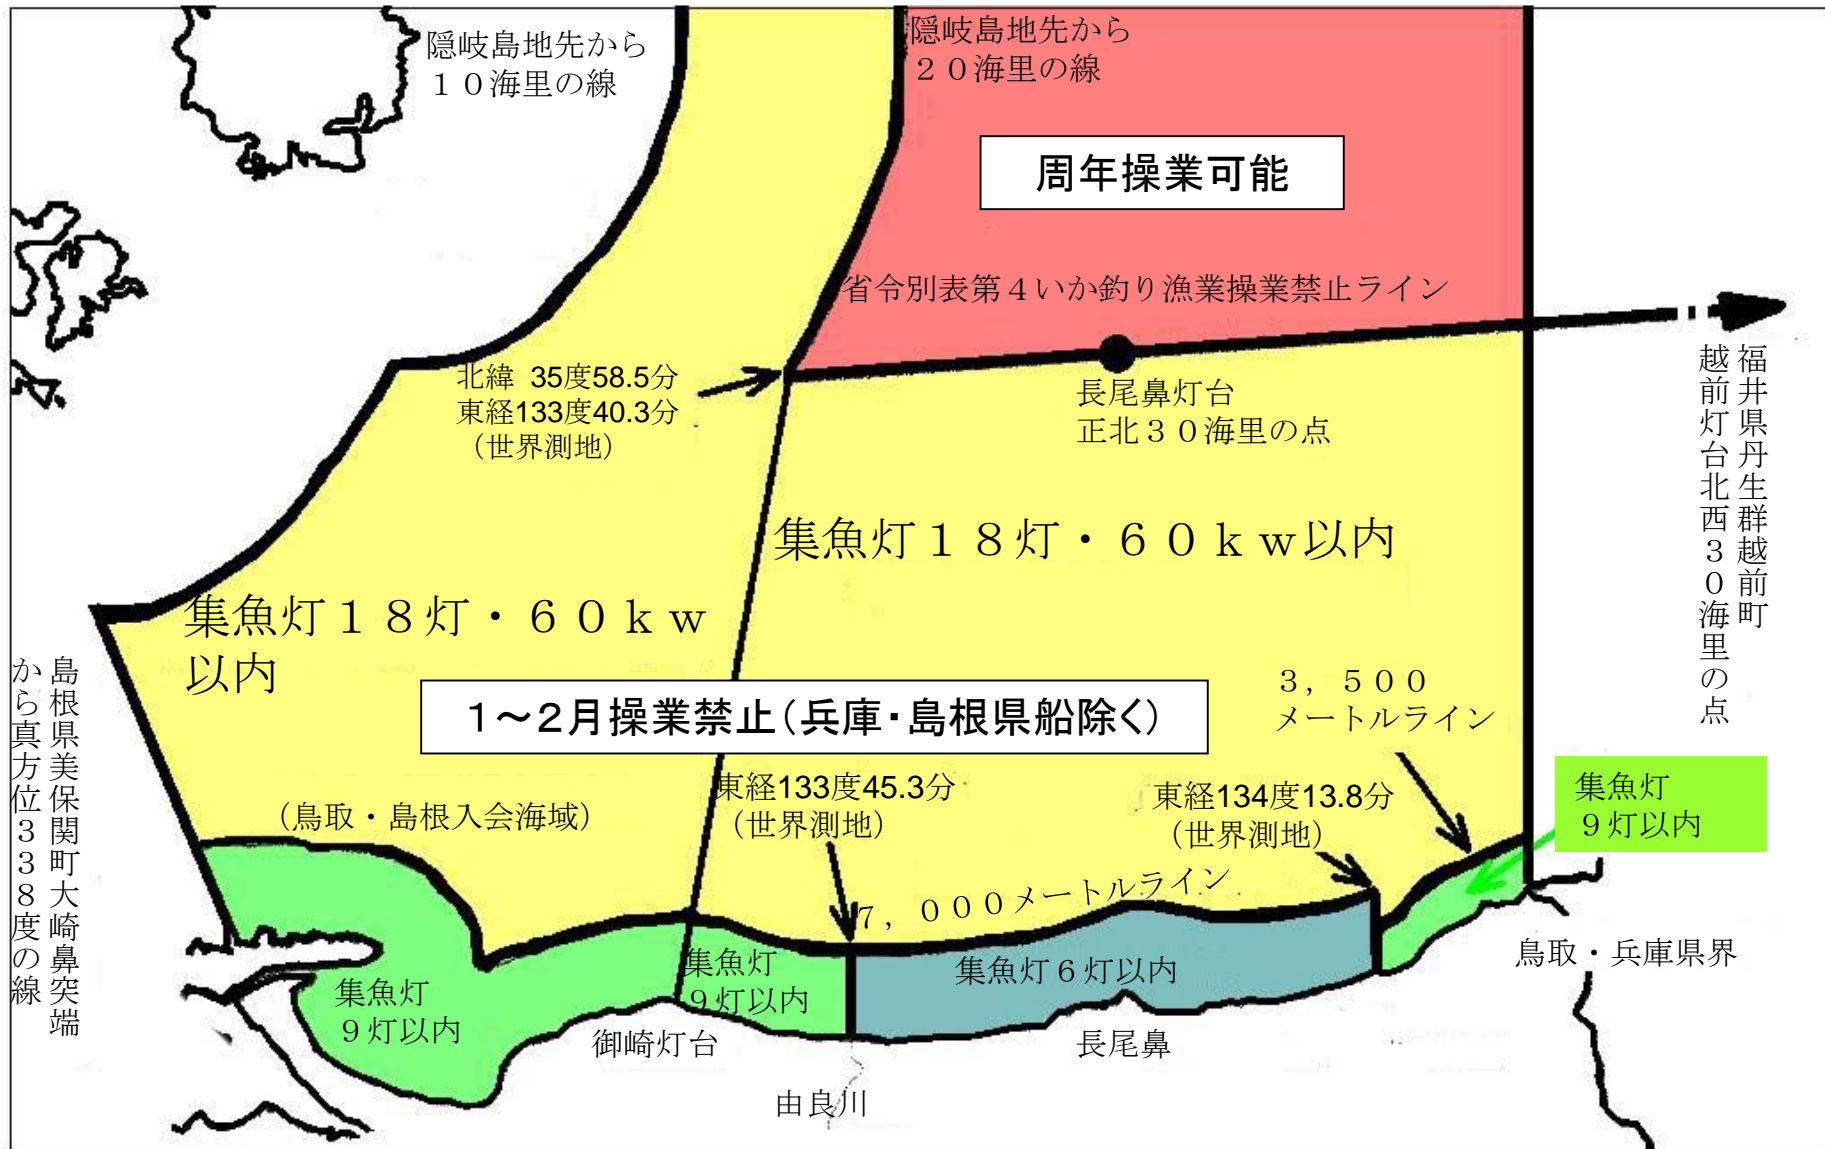 隠岐島地先から
１０海里の線
隠岐島地先から
２０海里の線
周年操業可能
省令別表第４いか釣り漁業操業禁止ライン
北緯 35度58.5分
東経133度40.3分
（世界測地）
長尾鼻灯台
正北３０海里の点
福井県丹生群越前町
越前灯台北西３０海里の点
集魚灯１８灯・６０ｋｗ以内
集魚灯１８灯・６０ｋｗ
以内
島根県美保関町大崎鼻突端
から真方位３３８度の線
１～２月操業禁止（兵庫・島根県船除く）
３，５００
メートルライン
（鳥取・島根入会海域）
東経133度45.3分
（世界測地）
東経134度13.8分
（世界測地）
集魚灯
９灯以内
７，０００メートルライン
集魚灯
９灯以内
集魚灯
９灯以内
集魚灯６灯以内
鳥取・兵庫県界
御崎灯台
長尾鼻
由良川